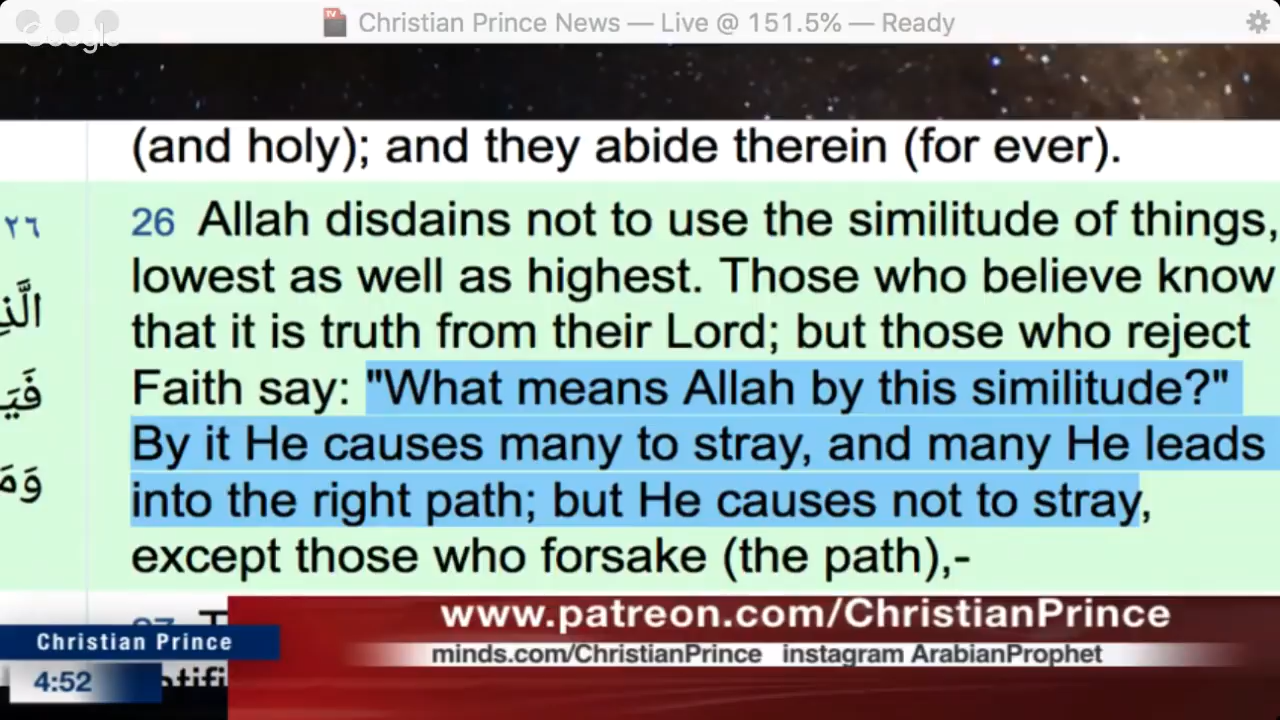 Christian Prince News — Live @ 151.5% — Ready
Google
(and holy); and they abide therein (for ever).
٢٦
26 Allah disdains not to use the similitude of things,
lowest as well as highest. Those who believe know
that it is truth from their Lord; but those who reject
Faith say: "What means Allah by this similitude?"
By it He causes many to stray, and many He leads
into the right path; but He causes not to stray,
except those who forsake (the path),-
www.patreon.com/ChristianPrince
Christian Prince
minds.com/ChristianPrince instagram ArabianProphet
4:52